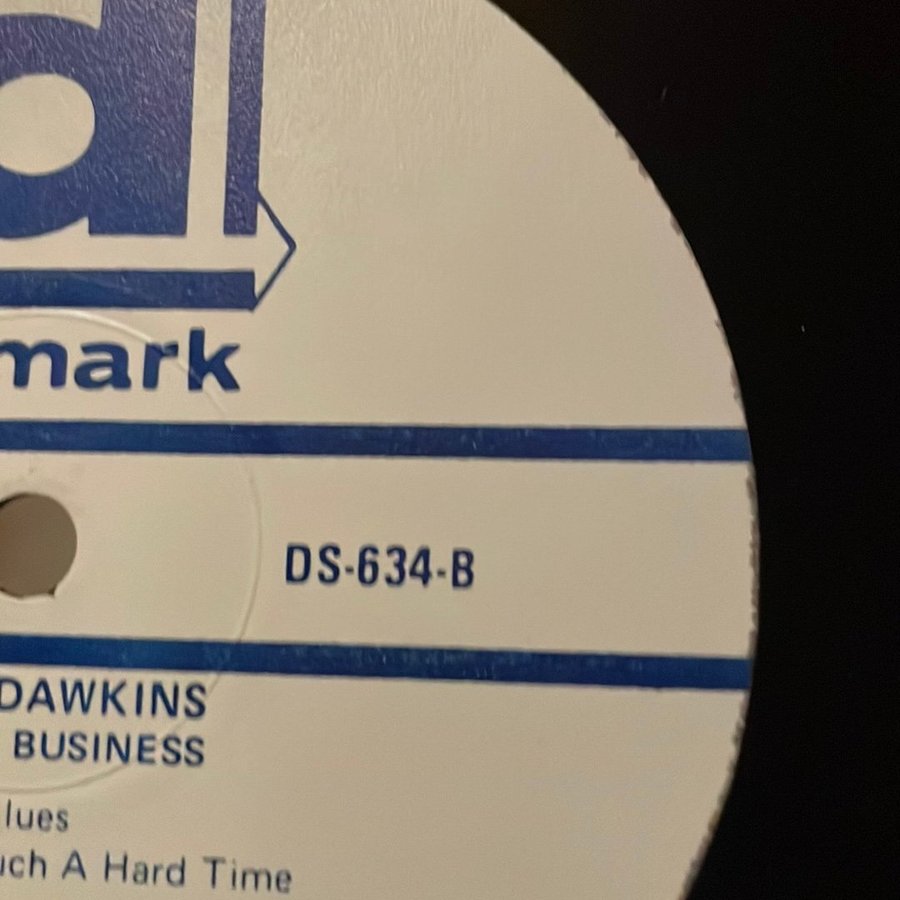 d
mark
DS-634-B
DAWKINS
BUSINESS
lues
uch A Hard Time